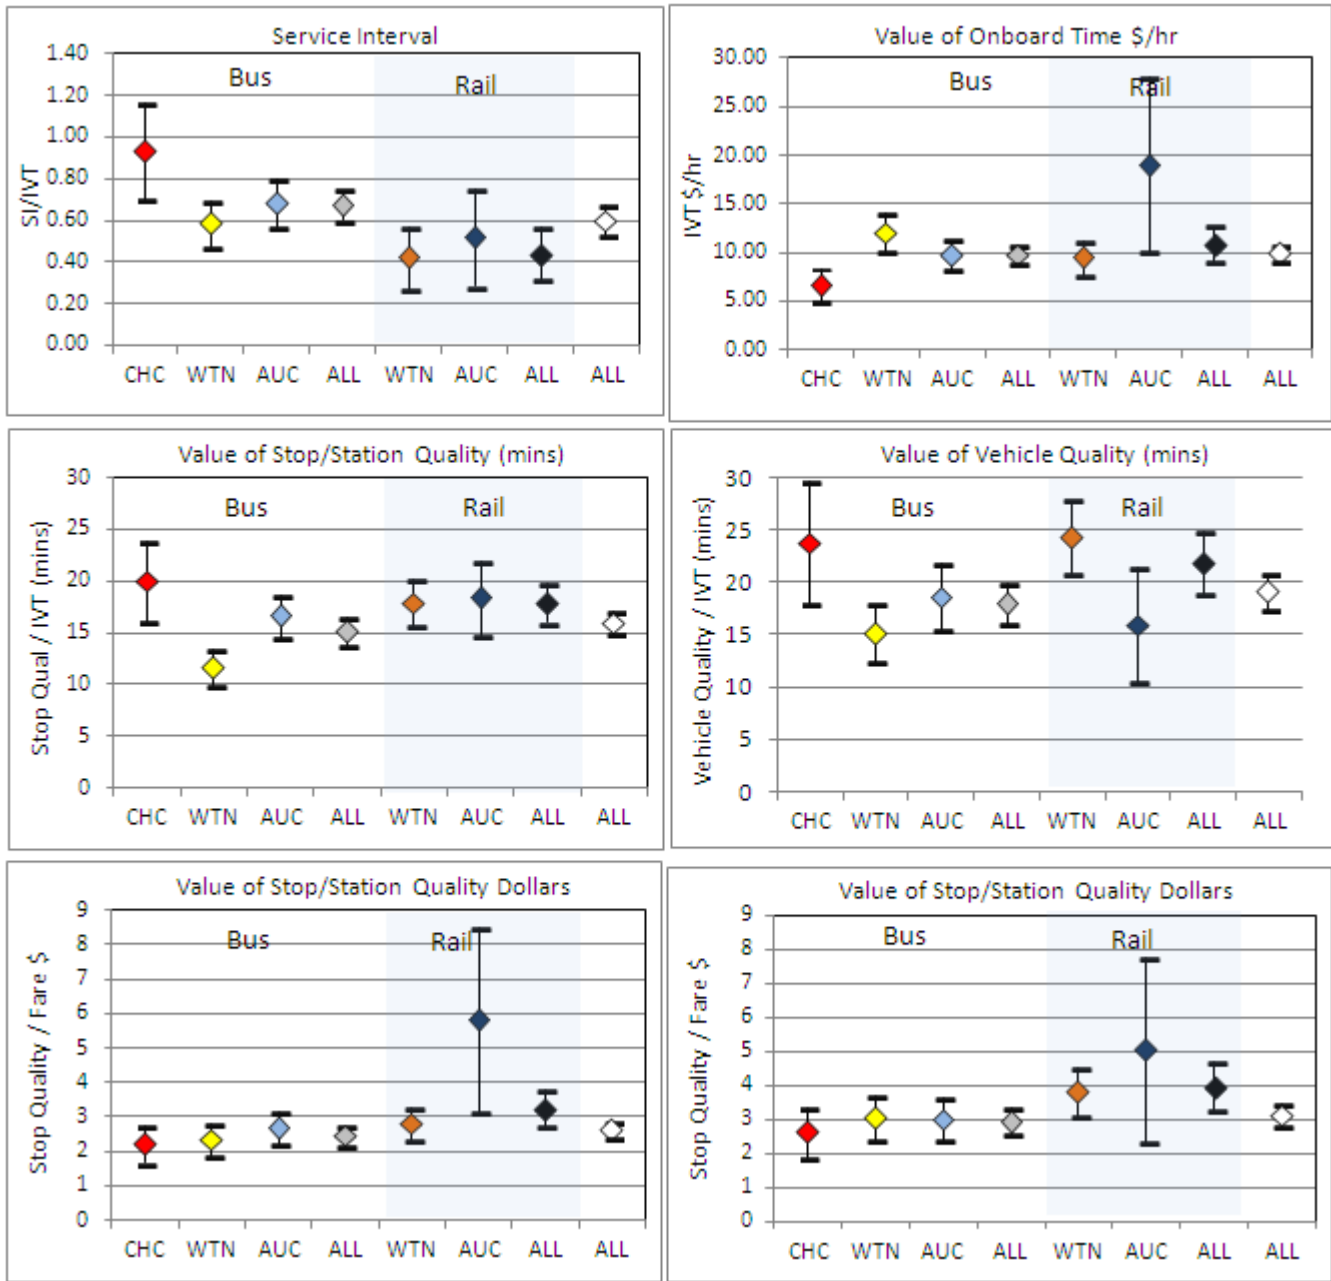 Service Interval
1.40
1.20
1.00
0.80
0.60
0.40
0.20
0.00
SI/IVT
Bus
Rail
CHC WTN AUC ALL WTN AUC ALL ALL
Value of Onboard Time $/hr
30.00
25.00
20.00
15.00
10.00
5.00
0.00
IVT $/hr
Bus
Rail
CHC WTN AUC ALL WTN AUC ALL ALL
Value of Stop/Station Quality (mins)
30
25
20
15
10
5
0
Stop Qual / IVT (mins)
Bus
Rail
CHC WTN AUC ALL WTN AUC ALL ALL
Value of Vehicle Quality (mins)
30
25
20
15
10
5
0
Vehicle Quality / IVT (mins)
Bus
Rail
CHC WTN AUC ALL WTN AUC ALL ALL
Value of Stop/Station Quality Dollars
9
8
7
6
5
4
3
2
1
0
Stop Quality / Fare $
Bus
Rail
CHC WTN AUC ALL WTN AUC ALL ALL
Value of Stop/Station Quality Dollars
9
8
7
6
5
4
3
2
1
0
Stop Quality / Fare $
Bus
Rail
CHC WTN AUC ALL WTN AUC ALL ALL